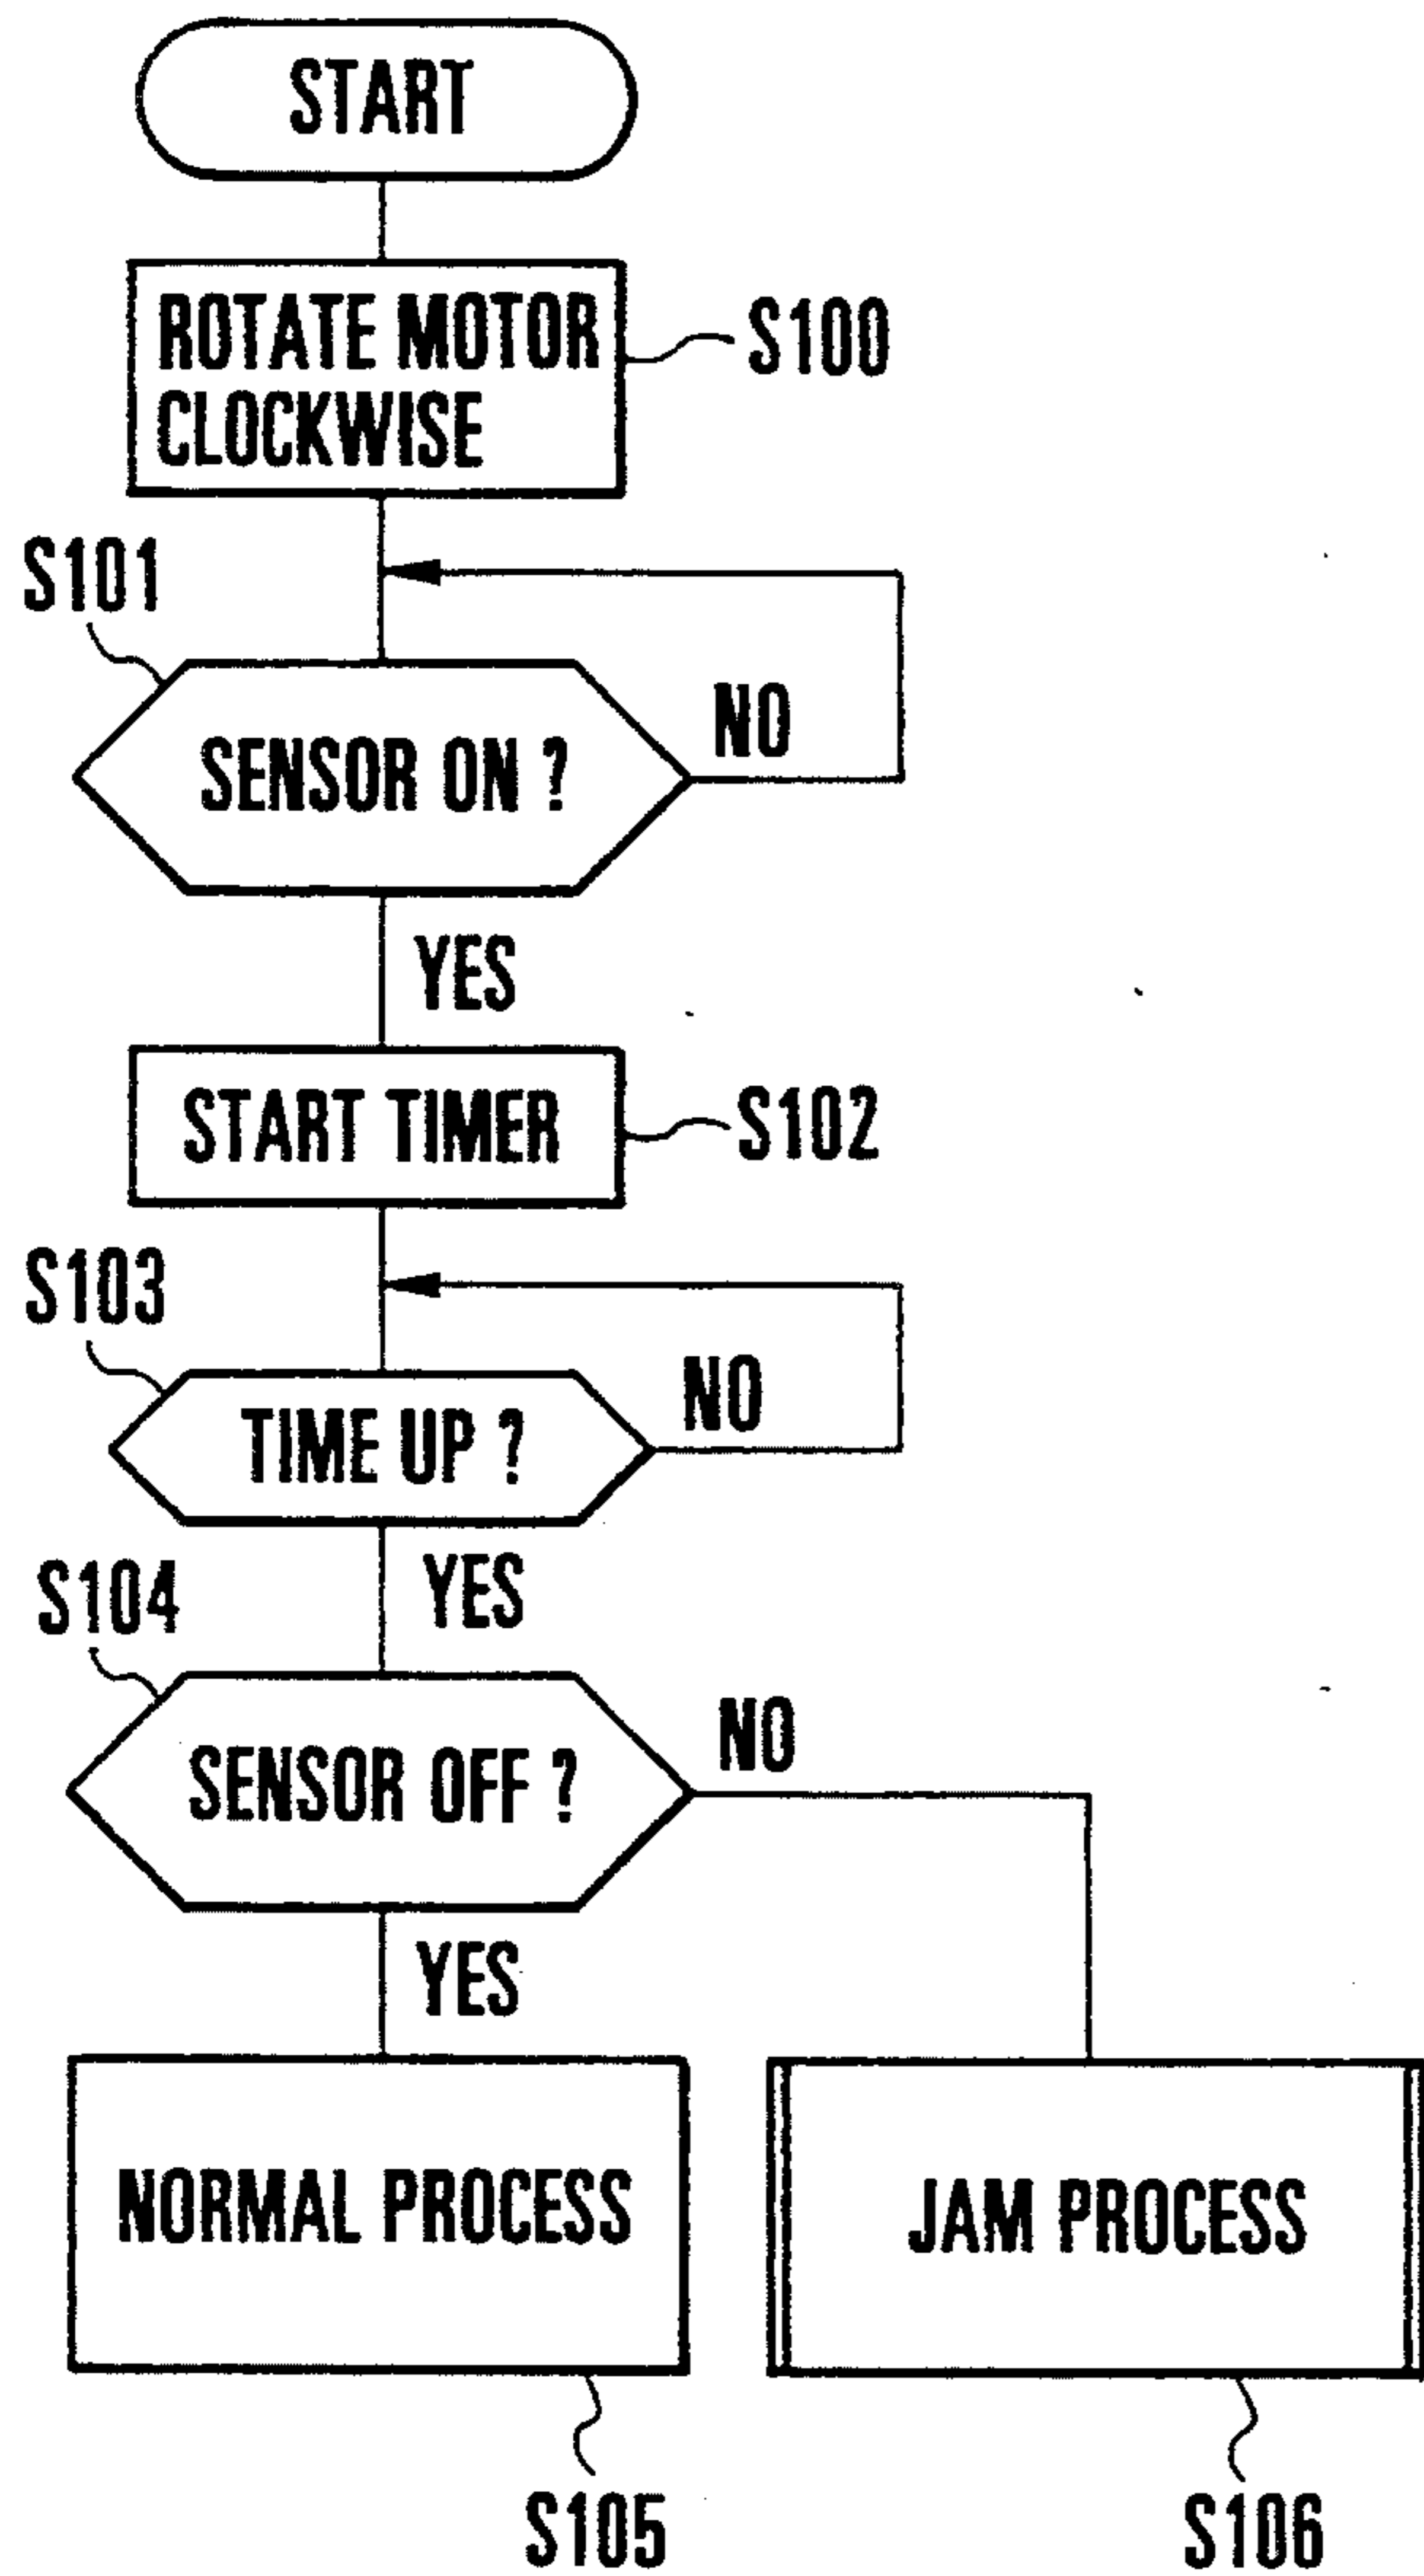 START
ROTATE MOTOR
CLOCKWISE
S100
S101
SENSOR ON ?
NO
YES
START TIMER
S102
S103
TIME UP ?
NO
YES
S104
SENSOR OFF ?
NO
YES
NORMAL PROCESS
JAM PROCESS
S105
S106